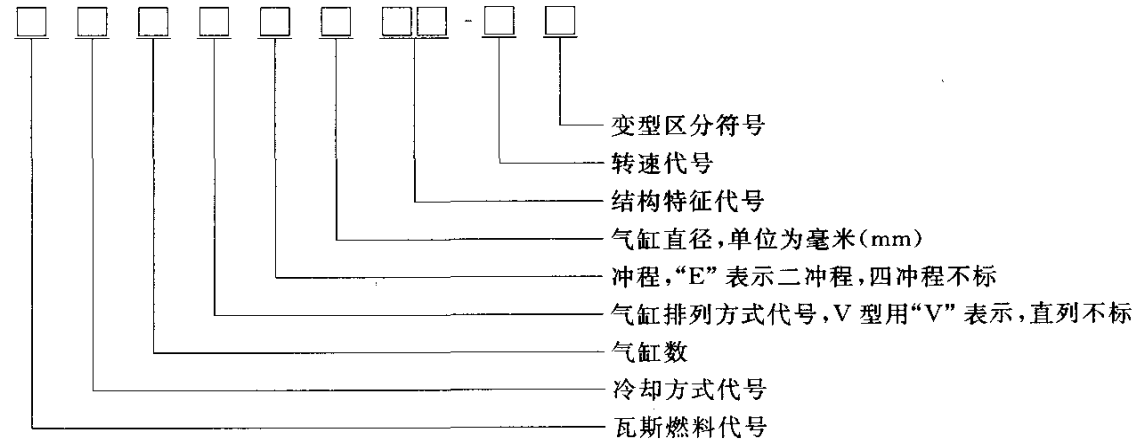 □ □ □ □ □ □ □□ - □ □
变型区分符号
转速代号
结构特征代号
气缸直径,单位为毫米(mm)
冲程,“E”表示二冲程,四冲程不标
气缸排列方式代号,V 型用“V”表示,直列不标
气缸数
冷却方式代号
瓦斯燃料代号